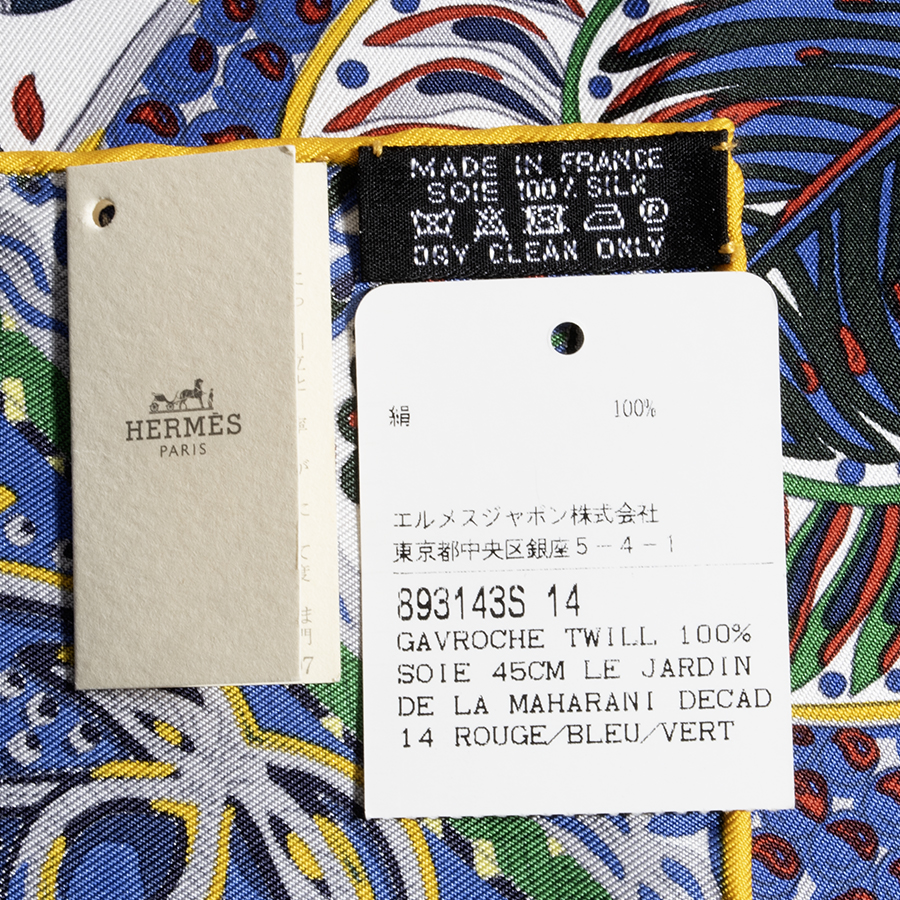 MADE IN FRANCE
SOIE 100% SILK
DRY CLEAN ONLY
HERMÈS
PARIS
絹 100%
エルメスジャポン株式会社
東京都中央区銀座5-4-1
893143S 14
GAVROCHE TWILL 100%
SOIE 45CM LE JARDIN
DE LA MAHARANI DECAD
14 ROUGE/BLEU/VERT